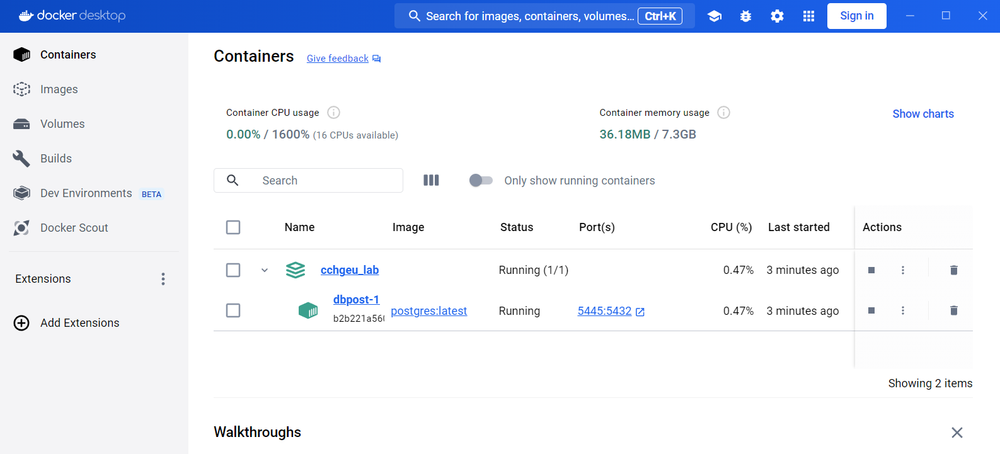 docker desktop
Search for images, containers, volumes... Ctrl+K
Sign in
Containers
Images
Volumes
Builds
Dev Environments BETA
Docker Scout
Extensions
Add Extensions
Containers Give feedback
Container CPU usage
0.00% / 1600% (16 CPUs available)
Container memory usage
36.18MB / 7.3GB
Show charts
Search
Only show running containers
Name Image Status Port(s) CPU (%) Last started Actions
cchgeu_lab Running (1/1) 0.47% 3 minutes ago
dbpost-1
b2b221a560 postgres:latest Running 5445:5432 0.47% 3 minutes ago
Showing 2 items
Walkthroughs